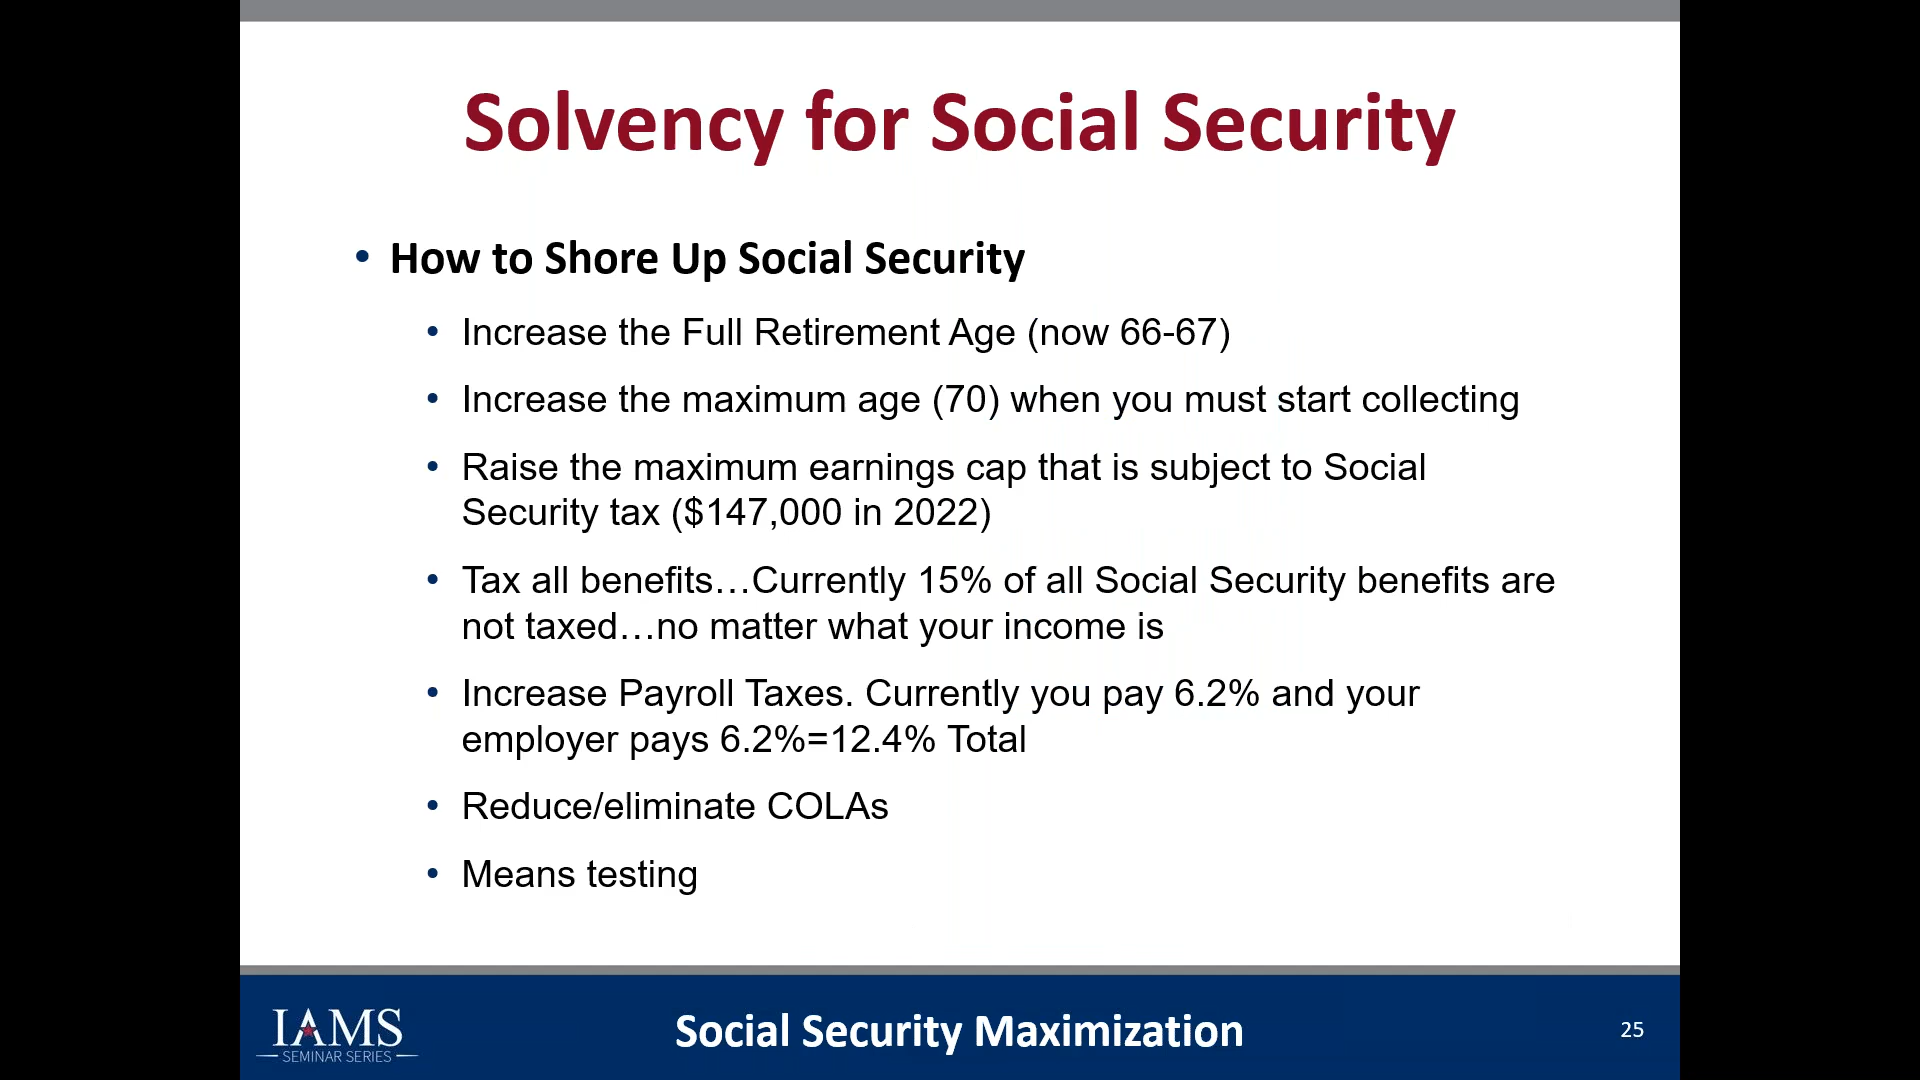 Solvency for Social Security
• How to Shore Up Social Security
• Increase the Full Retirement Age (now 66-67)
• Increase the maximum age (70) when you must start collecting
• Raise the maximum earnings cap that is subject to Social
Security tax ($147,000 in 2022)
• Tax all benefits…Currently 15% of all Social Security benefits are
not taxed…no matter what your income is
• Increase Payroll Taxes. Currently you pay 6.2% and your
employer pays 6.2%=12.4% Total
• Reduce/eliminate COLAs
• Means testing
IAMS
SEMINAR SERIES
Social Security Maximization
25